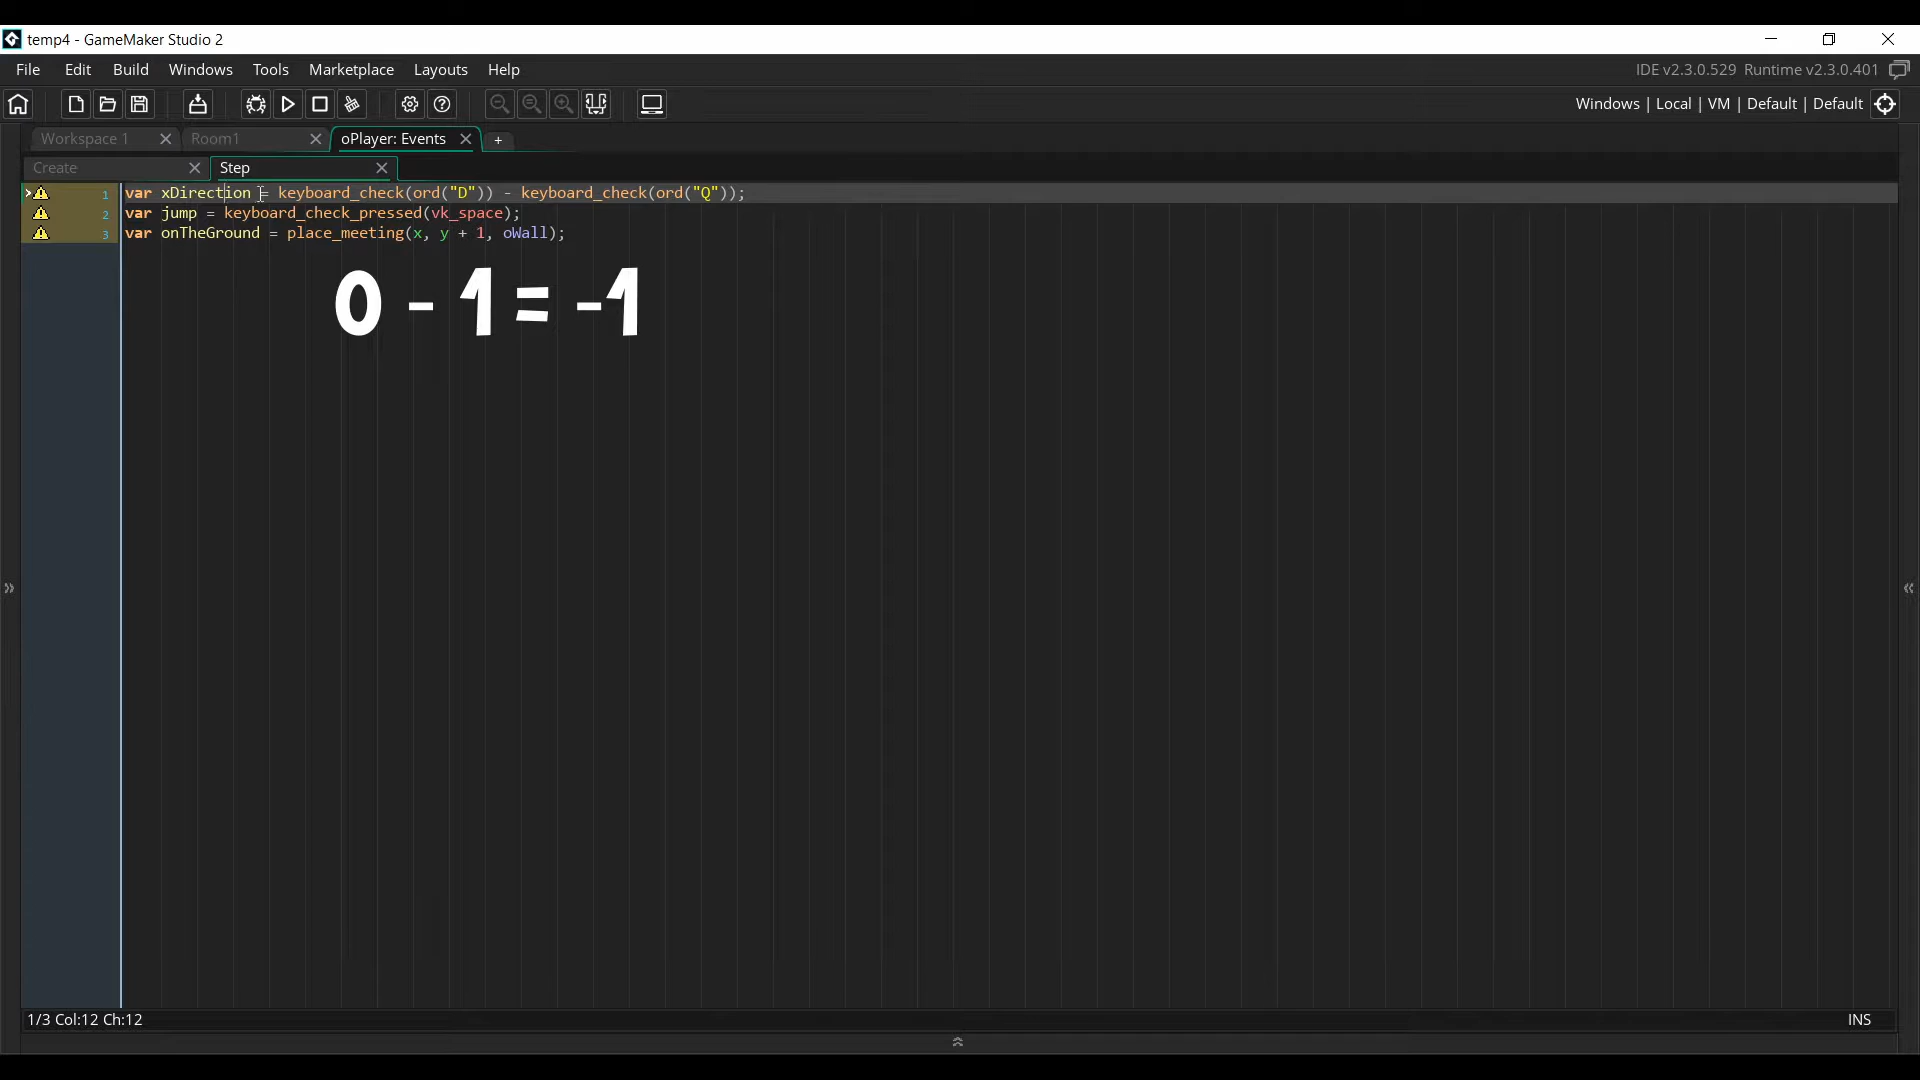 temp4 - GameMaker Studio 2
File Edit Build Windows Tools Marketplace Layouts Help
IDE v2.3.0.529 Runtime v2.3.0.401
Windows | Local | VM | Default | Default
Workspace 1 Room1 oPlayer: Events +
Create Step
1 var xDirection = keyboard_check(ord("D")) - keyboard_check(ord("Q"));
2 var jump = keyboard_check_pressed(vk_space);
3 var onTheGround = place_meeting(x, y + 1, oWall);
0 - 1 = -1
1/3 Col:12 Ch:12
INS